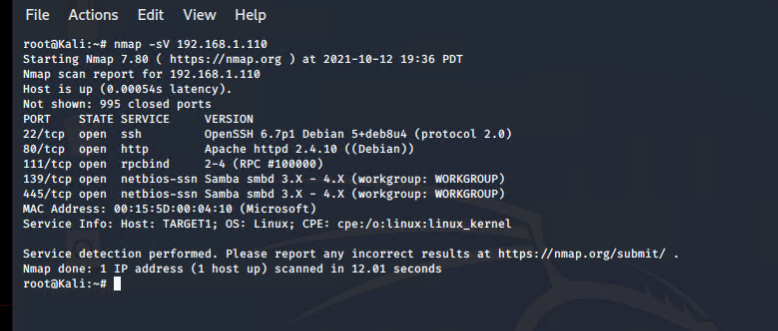 File Actions Edit View Help
root@Kali:~# nmap -sV 192.168.1.110
Starting Nmap 7.80 ( https://nmap.org ) at 2021-10-12 19:36 PDT
Nmap scan report for 192.168.1.110
Host is up (0.00054s latency).
Not shown: 995 closed ports
PORT    STATE SERVICE     VERSION
22/tcp  open  ssh         OpenSSH 6.7p1 Debian 5+deb8u4 (protocol 2.0)
80/tcp  open  http        Apache httpd 2.4.10 ((Debian))
111/tcp open  rpcbind     2-4 (RPC #100000)
139/tcp open  netbios-ssn Samba smbd 3.X - 4.X (workgroup: WORKGROUP)
445/tcp open  netbios-ssn Samba smbd 3.X - 4.X (workgroup: WORKGROUP)
MAC Address: 00:15:5D:00:04:10 (Microsoft)
Service Info: Host: TARGET1; OS: Linux; CPE: cpe:/o:linux:linux_kernel
Service detection performed. Please report any incorrect results at https://nmap.org/submit/ .
Nmap done: 1 IP address (1 host up) scanned in 12.01 seconds
root@Kali:~#